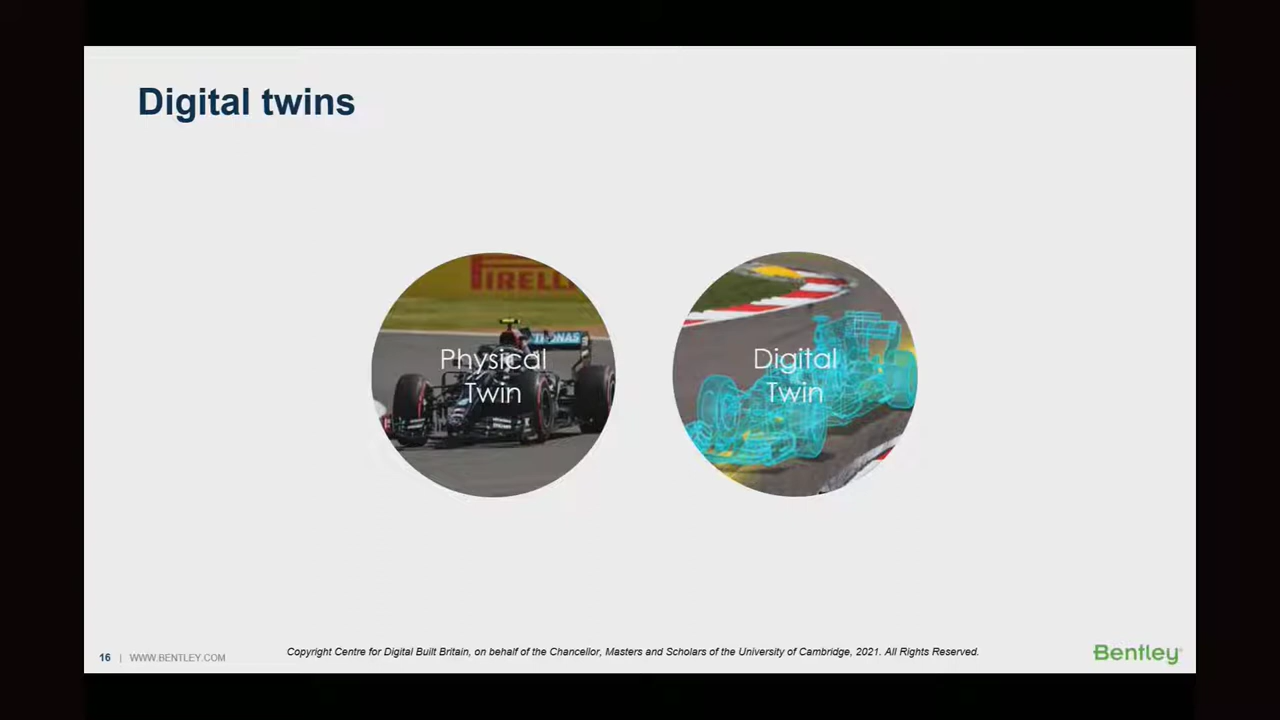 Digital twins
PIRELLI
PETRONAS
Physical
Twin
Digital
Twin
16 | WWW.BENTLEY.COM
Copyright Centre for Digital Built Britain, on behalf of the Chancellor, Masters and Scholars of the University of Cambridge, 2021. All Rights Reserved.
Bentley